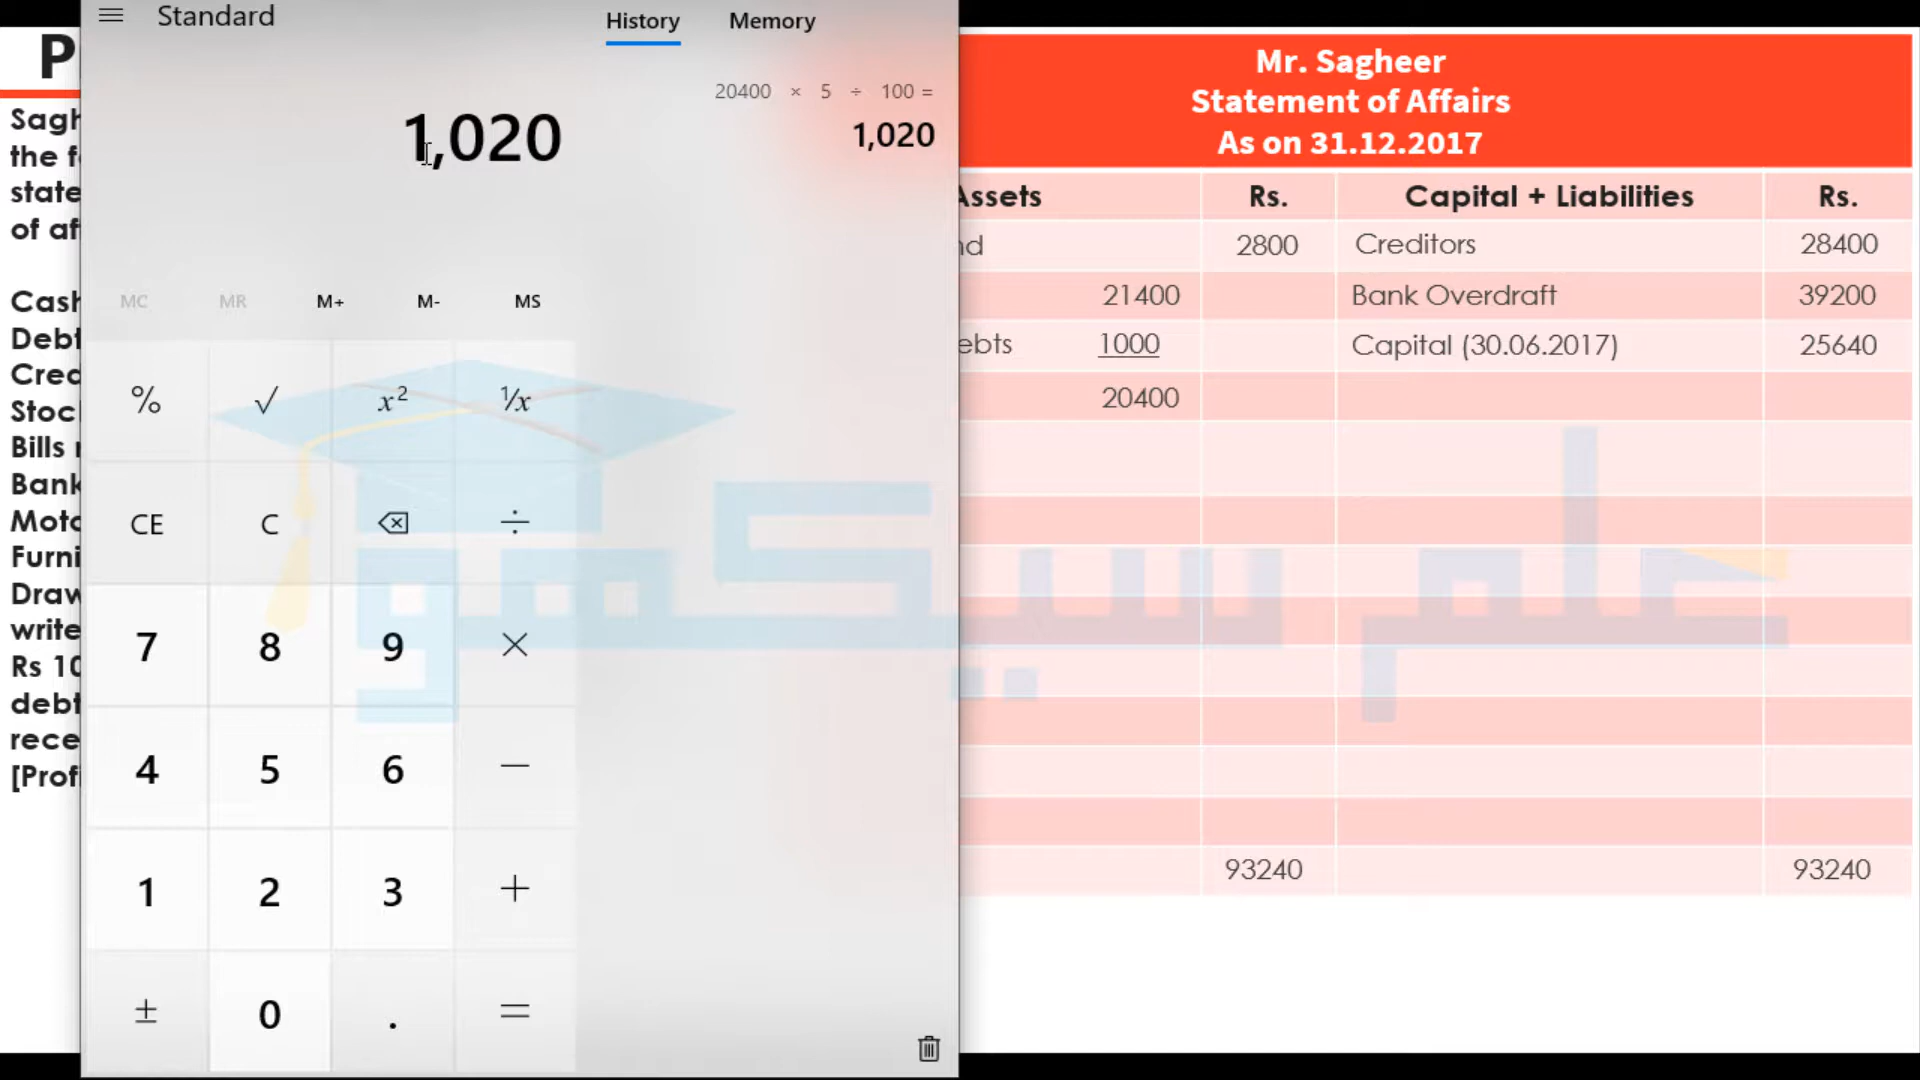 Standard
History Memory
20400 × 5 ÷ 100 =
1,020
1,020
MC MR M+ M- MS
% √ x² ¹/x
CE C ÷
7 8 9 ×
4 5 6 −
1 2 3 +
± 0 . =
P
Sagh
the f
state
of af
Cash
Debt
Cred
Stoc
Bills
Bank
Moto
Furni
Draw
write
Rs 10
debt
rece
[Prof
Mr. Sagheer
Statement of Affairs
As on 31.12.2017
Assets Rs. Capital + Liabilities Rs.
nd 2800 Creditors 28400
21400 Bank Overdraft 39200
ebts 1000 Capital (30.06.2017) 25640
20400
93240 93240
علم سیکھو